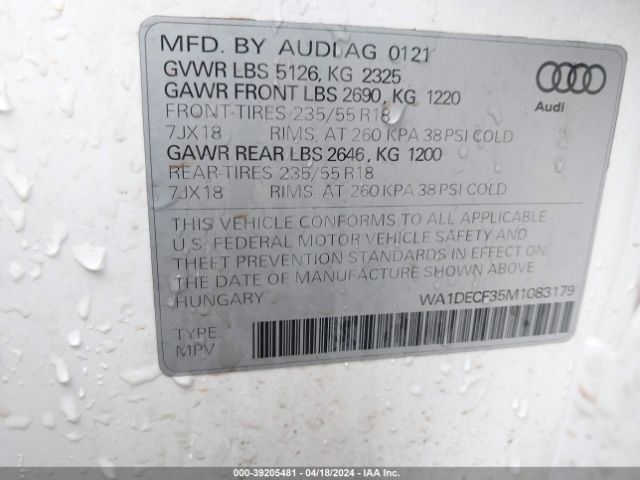 MFD. BY AUDI AG 0121
GVWR LBS 5126, KG 2325
GAWR FRONT LBS 2690, KG 1220
FRONT-TIRES 235/55 R18
7JX18 RIMS, AT 260 KPA 38 PSI COLD
GAWR REAR LBS 2646, KG 1200
REAR-TIRES 235/55 R18
7JX18 RIMS, AT 260 KPA 38 PSI COLD
Audi
THIS VEHICLE CONFORMS TO ALL APPLICABLE
U.S. FEDERAL MOTOR VEHICLE SAFETY AND
THEFT PREVENTION STANDARDS IN EFFECT ON
THE DATE OF MANUFACTURE SHOWN ABOVE.
HUNGARY
WA1DECF35M1083179
TYPE
MPV
000-39205481 - 04/18/2024 - IAA Inc.